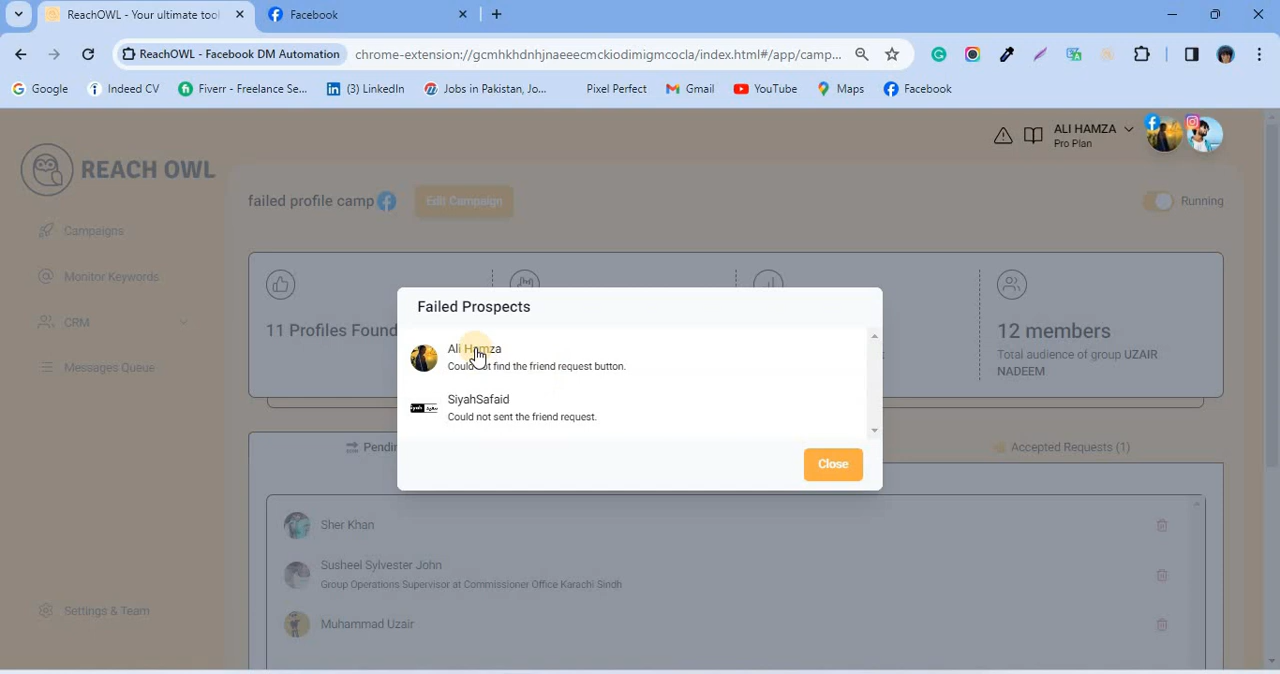 ReachOWL - Your ultimate tool
Facebook
ReachOWL - Facebook DM Automation
chrome-extension://gcmhkhdnhjnaeeecmckiodimigmcocla/index.html#/app/camp...
Google
Indeed CV
Fiverr - Freelance Se...
(3) LinkedIn
Jobs in Pakistan, Jo...
Pixel Perfect
Gmail
YouTube
Maps
Facebook
ALI HAMZA
Pro Plan
REACH OWL
failed profile camp
Edit Campaign
Running
Campaigns
Monitor Keywords
CRM
Messages Queue
Settings & Team
11 Profiles Found
12 members
Total audience of group UZAIR
NADEEM
Failed Prospects
Ali Hamza
Could not find the friend request button.
SiyahSafaid
Could not sent the friend request.
Close
Accepted Requests (1)
Sher Khan
Susheel Sylvester John
Group Operations Supervisor at Commissioner Office Karachi Sindh
Muhammad Uzair